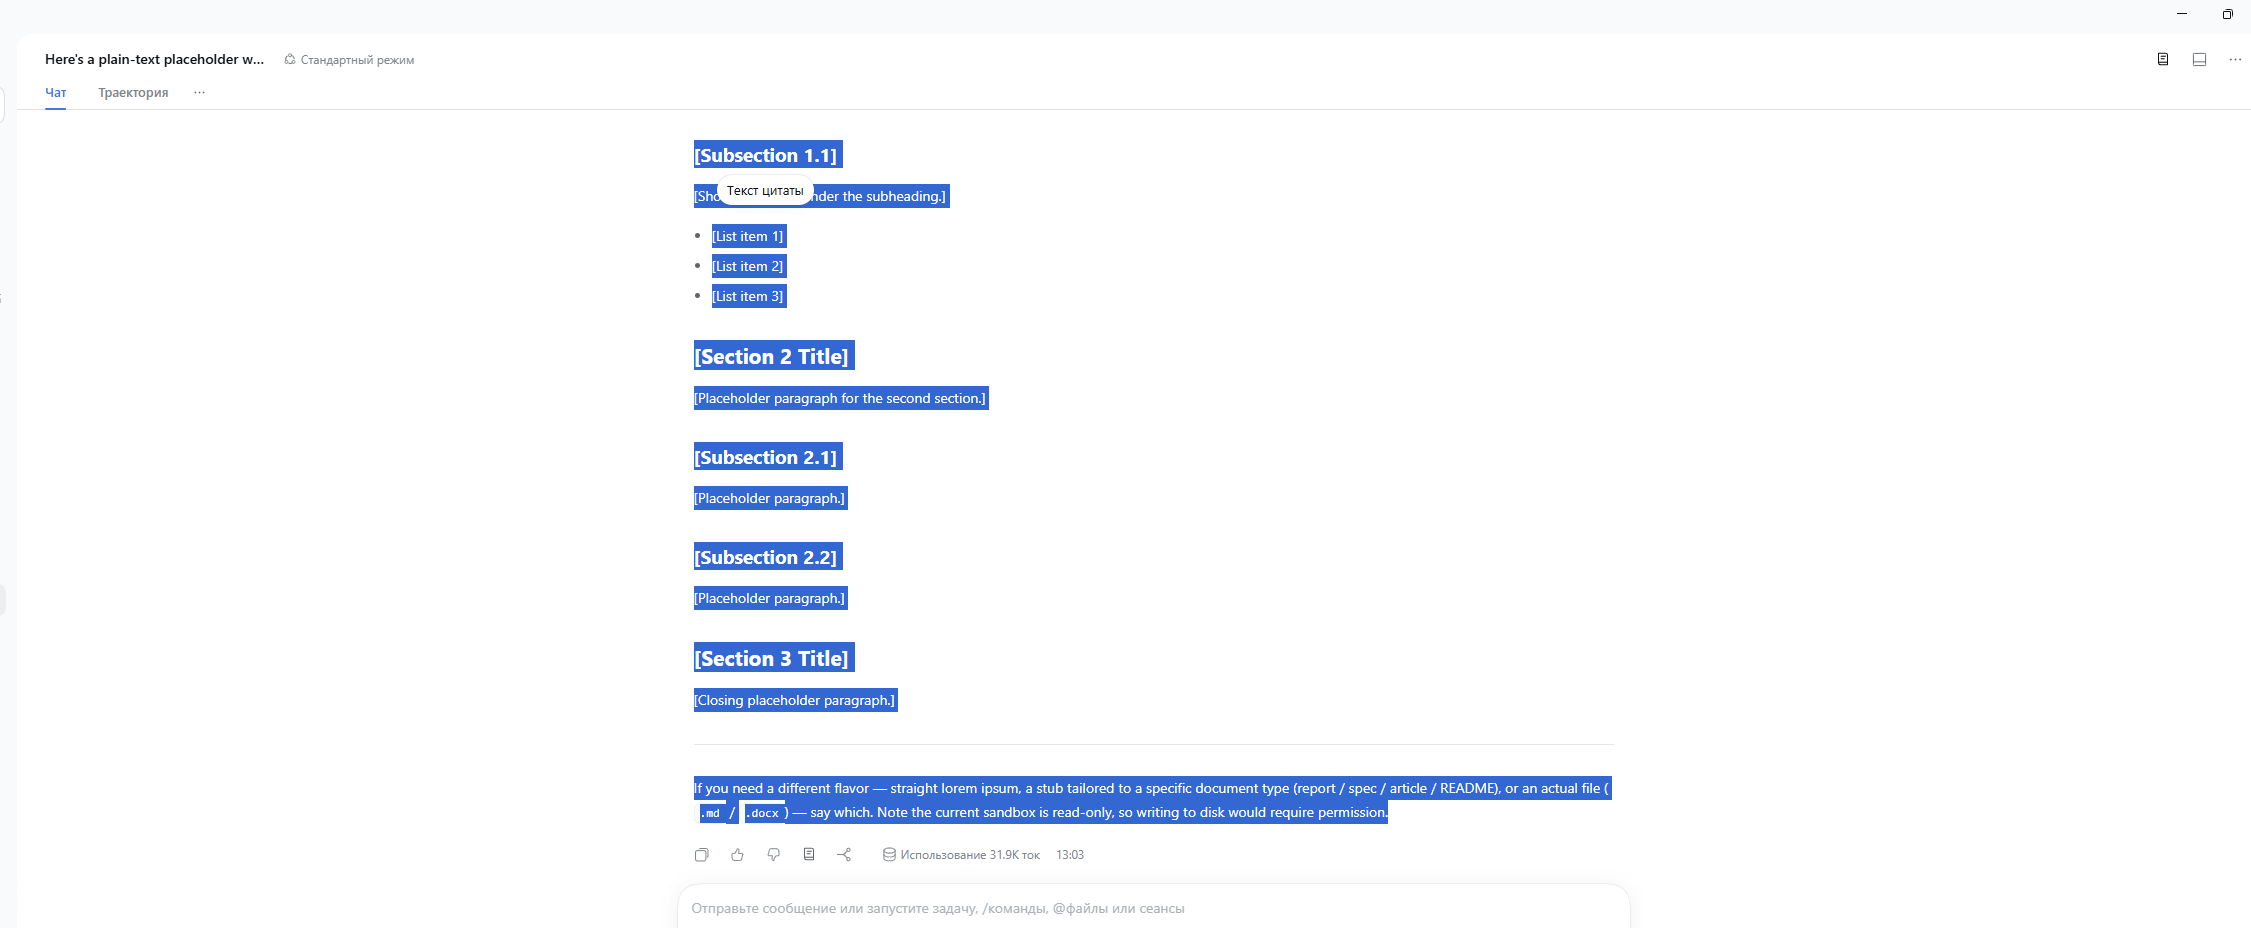 Here's a plain-text placeholder w... Стандартный режим
Чат Траектория ...
[Subsection 1.1]
Текст цитаты
[Sho nder the subheading.]
• [List item 1]
• [List item 2]
• [List item 3]
[Section 2 Title]
[Placeholder paragraph for the second section.]
[Subsection 2.1]
[Placeholder paragraph.]
[Subsection 2.2]
[Placeholder paragraph.]
[Section 3 Title]
[Closing placeholder paragraph.]
If you need a different flavor — straight lorem ipsum, a stub tailored to a specific document type (report / spec / article / README), or an actual file (
.md / .docx ) — say which. Note the current sandbox is read-only, so writing to disk would require permission.
Использование 31.9K ток 13:03
Отправьте сообщение или запустите задачу, /команды, @файлы или сеансы